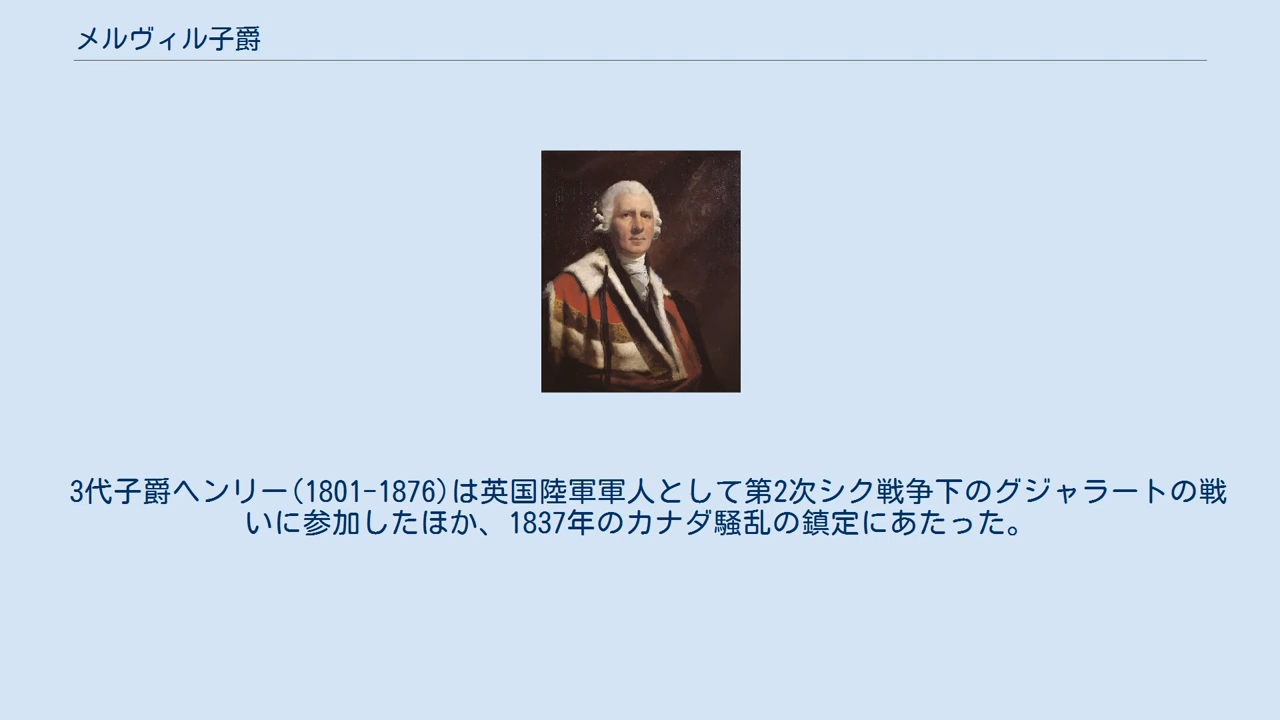 メルヴィル子爵
3代子爵ヘンリー(1801-1876)は英国陸軍軍人として第2次シク戦争下のグジャラートの戦
いに参加したほか、1837年のカナダ騒乱の鎮定にあたった。